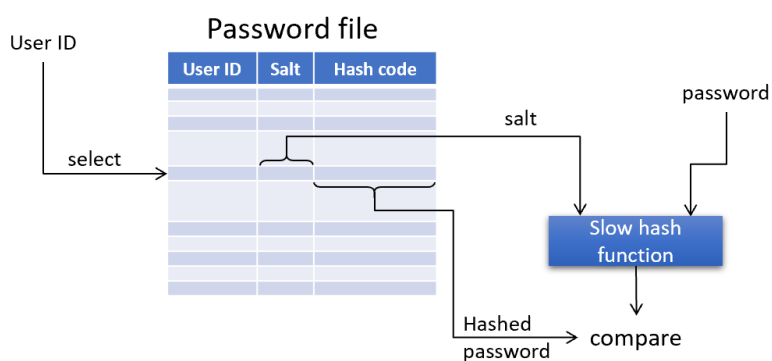 Password file
User ID
User ID Salt Hash code
salt
password
select
Slow hash
function
Hashed
password
compare